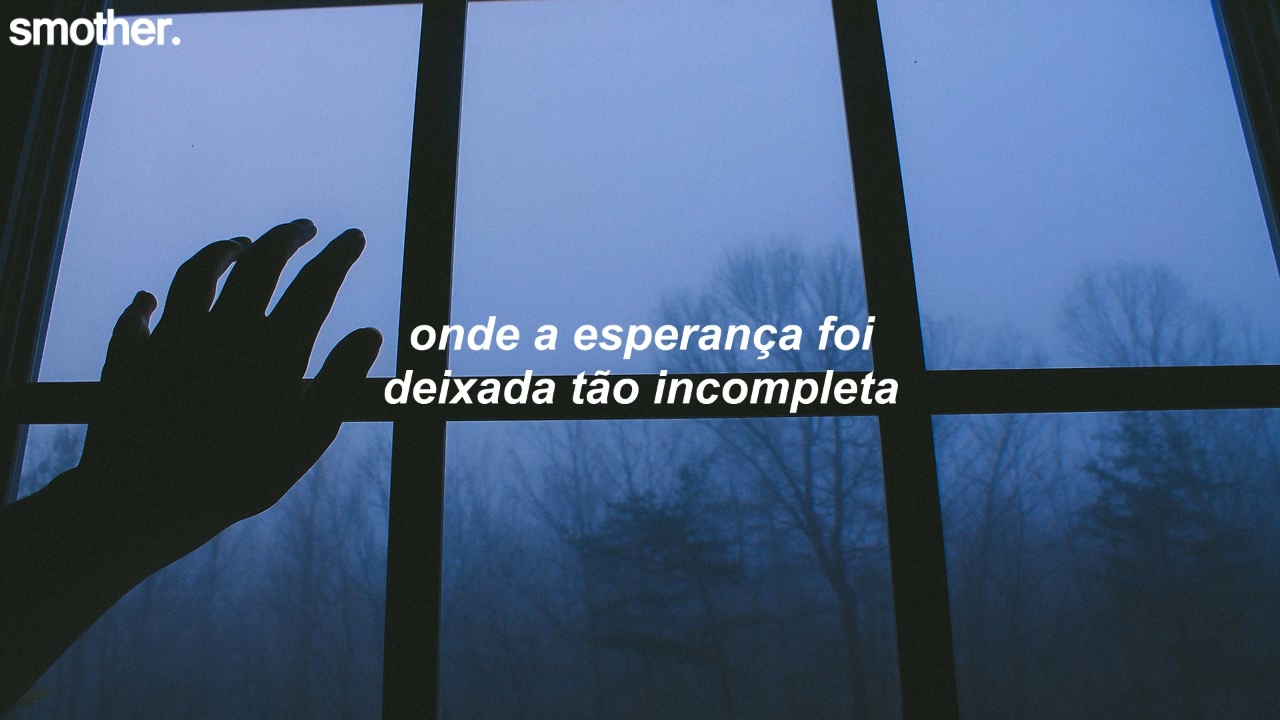 smother.
onde a esperança foi
deixada tão incompleta